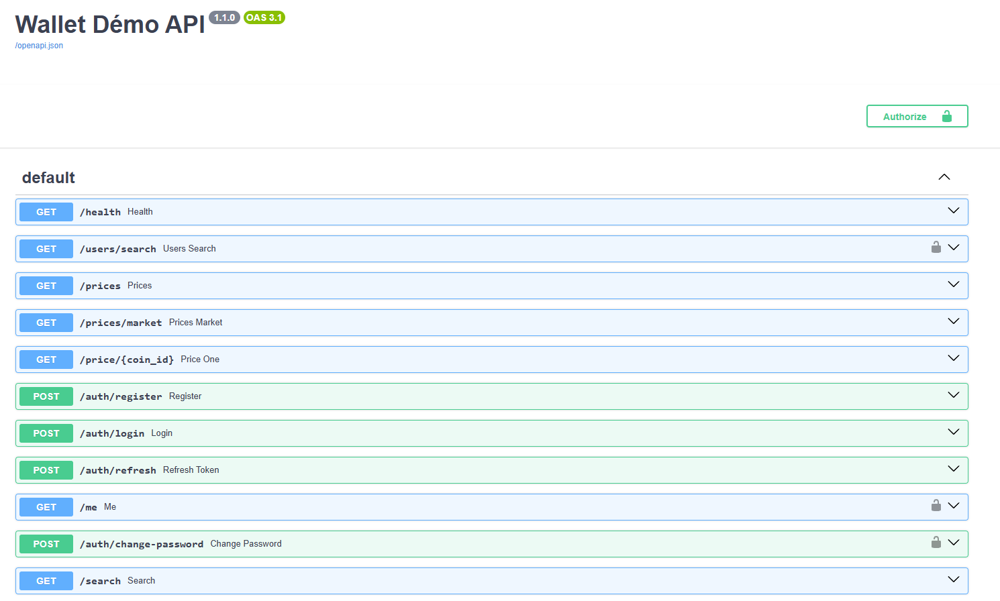 Wallet Démo API 1.1.0 OAS 3.1
/openapi.json
Authorize
default
GET /health Health
GET /users/search Users Search
GET /prices Prices
GET /prices/market Prices Market
GET /price/{coin_id} Price One
POST /auth/register Register
POST /auth/login Login
POST /auth/refresh Refresh Token
GET /me Me
POST /auth/change-password Change Password
GET /search Search